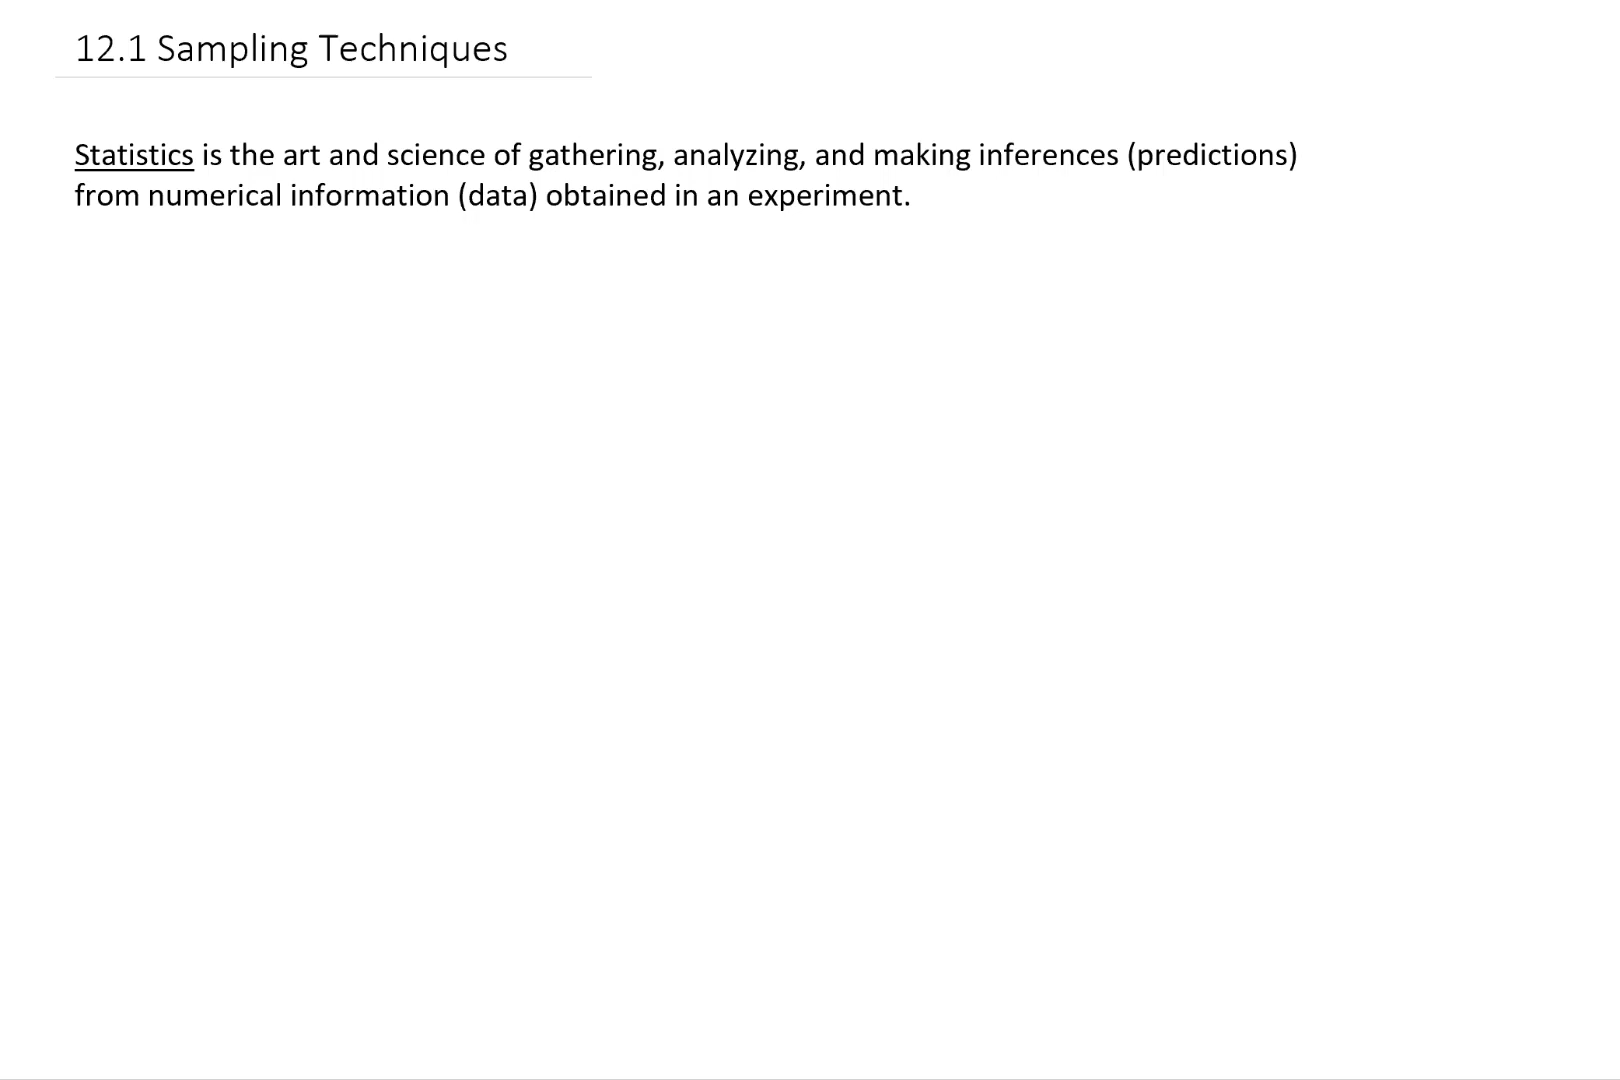 12.1 Sampling Techniques
Statistics is the art and science of gathering, analyzing, and making inferences (predictions)
from numerical information (data) obtained in an experiment.